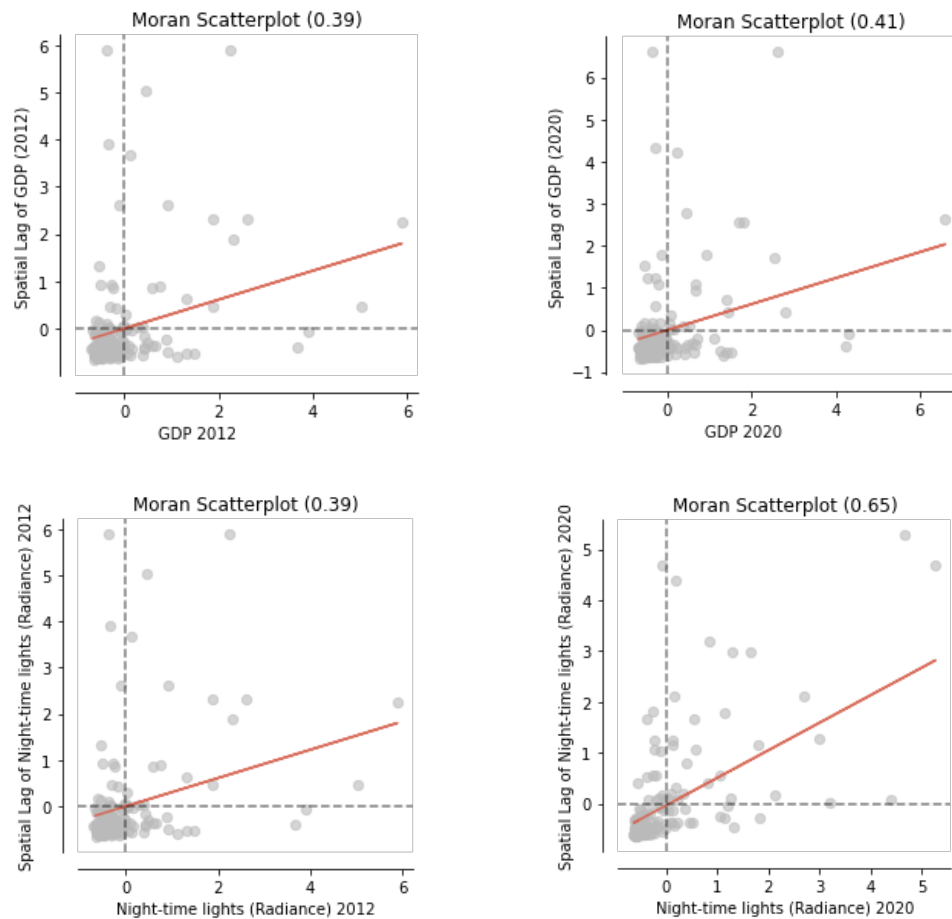 Moran Scatterplot (0.39)
Spatial Lag of GDP (2012)
6
5
4
3
2
1
0
0 2 4 6
GDP 2012
Moran Scatterplot (0.41)
Spatial Lag of GDP (2020)
6
5
4
3
2
1
0
−1
0 2 4 6
GDP 2020
Moran Scatterplot (0.39)
Spatial Lag of Night-time lights (Radiance) 2012
6
5
4
3
2
1
0
0 2 4 6
Night-time lights (Radiance) 2012
Moran Scatterplot (0.65)
Spatial Lag of Night-time lights (Radiance) 2020
5
4
3
2
1
0
0 1 2 3 4 5
Night-time lights (Radiance) 2020